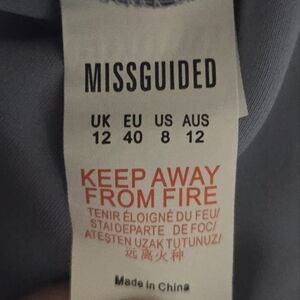 MISSGUIDED
UK EU US AUS
12 40 8 12
KEEP AWAY
FROM FIRE
TENIR ÉLOIGNÉ DU FEU/
STAI DEPARTE DE FOC/
ATEŞTEN UZAK TUTUNUZ/
远离火种
Made in China